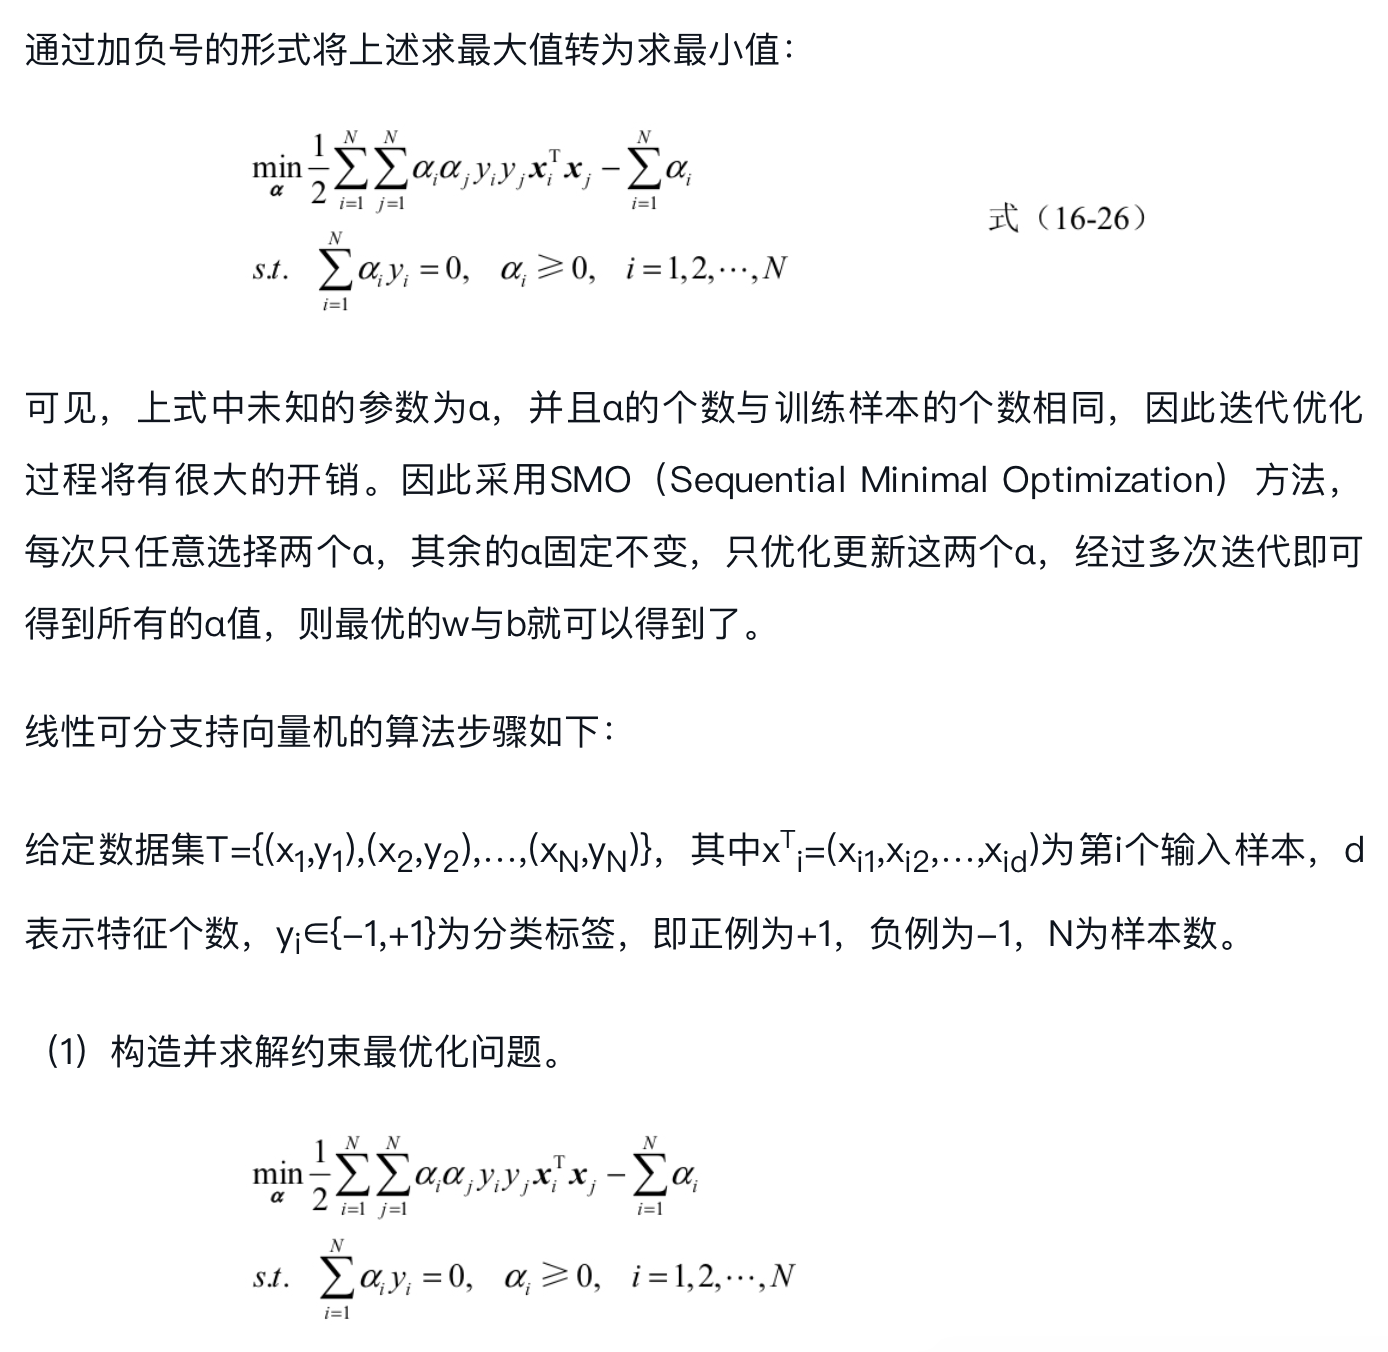 通过加负号的形式将上述求最大值转为求最小值：
$$\min_{\boldsymbol{\alpha}} \frac{1}{2}\sum_{i=1}^{N}\sum_{j=1}^{N}\alpha_i\alpha_j y_i y_j \boldsymbol{x}_i^{\mathrm{T}}\boldsymbol{x}_j - \sum_{i=1}^{N}\alpha_i$$
式（16-26）
$$s.t. \quad \sum_{i=1}^{N}\alpha_i y_i = 0, \quad \alpha_i \geqslant 0, \quad i=1,2,\cdots,N$$
可见，上式中未知的参数为α，并且α的个数与训练样本的个数相同，因此迭代优化
过程将有很大的开销。因此采用SMO（Sequential Minimal Optimization）方法，
每次只任意选择两个α，其余的α固定不变，只优化更新这两个α，经过多次迭代即可
得到所有的α值，则最优的w与b就可以得到了。
线性可分支持向量机的算法步骤如下：
给定数据集T={(x₁,y₁),(x₂,y₂),…,(x_N,y_N)}，其中x^T_i=(x_{i1},x_{i2},…,x_{id})为第i个输入样本，d
表示特征个数，y_i∈{−1,+1}为分类标签，即正例为+1，负例为−1，N为样本数。
（1）构造并求解约束最优化问题。
$$\min_{\boldsymbol{\alpha}} \frac{1}{2}\sum_{i=1}^{N}\sum_{j=1}^{N}\alpha_i\alpha_j y_i y_j \boldsymbol{x}_i^{\mathrm{T}}\boldsymbol{x}_j - \sum_{i=1}^{N}\alpha_i$$
$$s.t. \quad \sum_{i=1}^{N}\alpha_i y_i = 0, \quad \alpha_i \geqslant 0, \quad i=1,2,\cdots,N$$